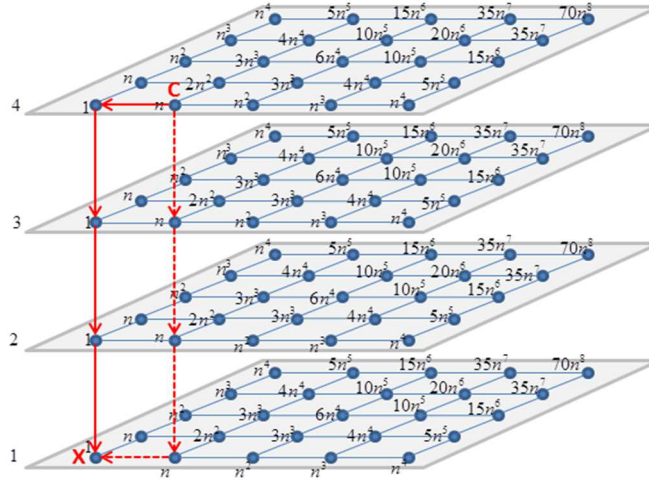 n⁴ 5n⁵ 15n⁶ 35n⁷ 70n⁸
n³ 4n⁴ 10n⁵ 20n⁶ 35n⁷
n² 3n³ 6n⁴ 10n⁵ 15n⁶
n C 2n² 3n³ 4n⁴ 5n⁵
4 1 n n² n³ n⁴
n⁴ 5n⁵ 15n⁶ 35n⁷ 70n⁸
n³ 4n⁴ 10n⁵ 20n⁶ 35n⁷
n² 3n³ 6n⁴ 10n⁵ 15n⁶
n 2n² 3n³ 4n⁴ 5n⁵
3 1 n n² n³ n⁴
n⁴ 5n⁵ 15n⁶ 35n⁷ 70n⁸
n³ 4n⁴ 10n⁵ 20n⁶ 35n⁷
n² 3n³ 6n⁴ 10n⁵ 15n⁶
n 2n² 3n³ 4n⁴ 5n⁵
2 1 n n² n³ n⁴
n⁴ 5n⁵ 15n⁶ 35n⁷ 70n⁸
n³ 4n⁴ 10n⁵ 20n⁶ 35n⁷
n² 3n³ 6n⁴ 10n⁵ 15n⁶
1 n 2n² 3n³ 4n⁴ 5n⁵
1 X n n² n³ n⁴